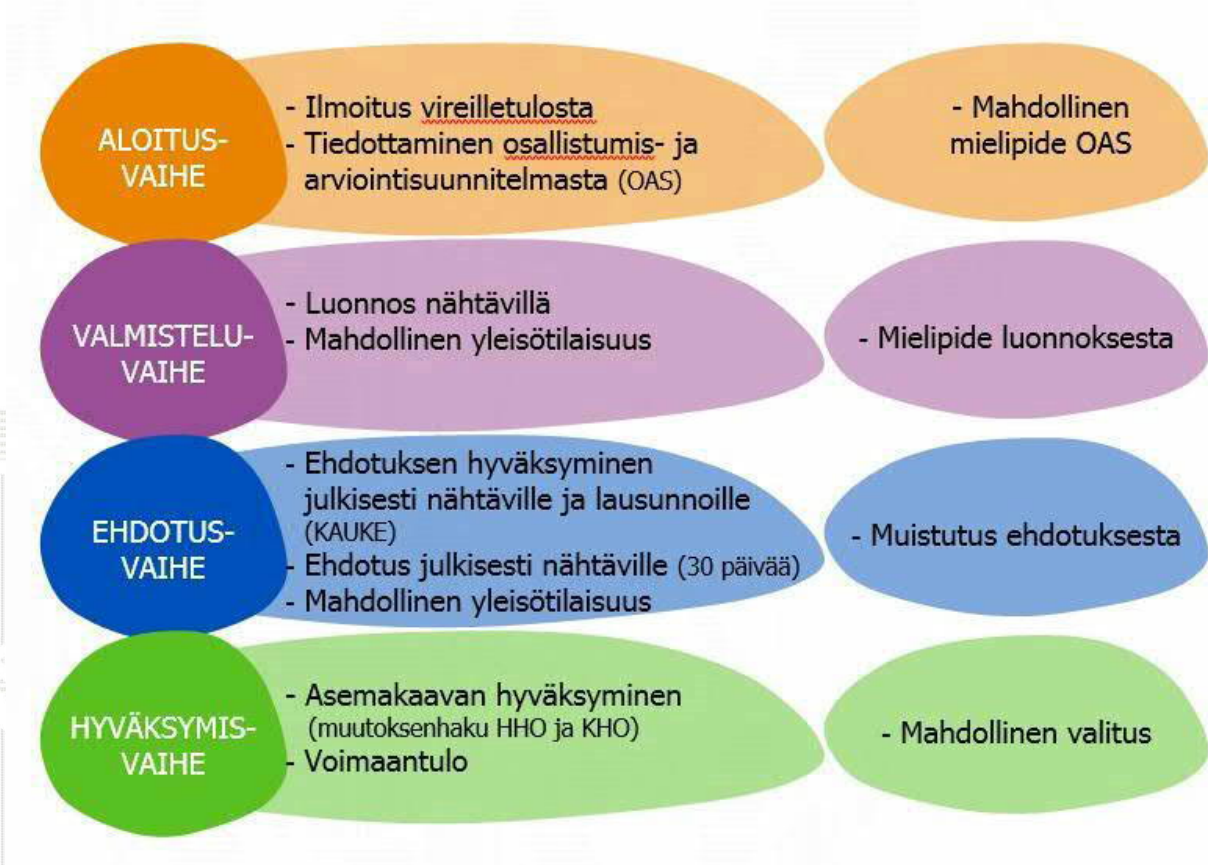 ALOITUS-
VAIHE
- Ilmoitus vireilletulosta
- Tiedottaminen osallistumis- ja
arviointisuunnitelmasta (OAS)
- Mahdollinen
mielipide OAS
VALMISTELU-
VAIHE
- Luonnos nähtävillä
- Mahdollinen yleisötilaisuus
- Mielipide luonnoksesta
EHDOTUS-
VAIHE
- Ehdotuksen hyväksyminen
julkisesti nähtäville ja lausunnoille
(KAUKE)
- Ehdotus julkisesti nähtäville (30 päivää)
- Mahdollinen yleisötilaisuus
- Muistutus ehdotuksesta
HYVÄKSYMIS-
VAIHE
- Asemakaavan hyväksyminen
(muutoksenhaku HHO ja KHO)
- Voimaantulo
- Mahdollinen valitus